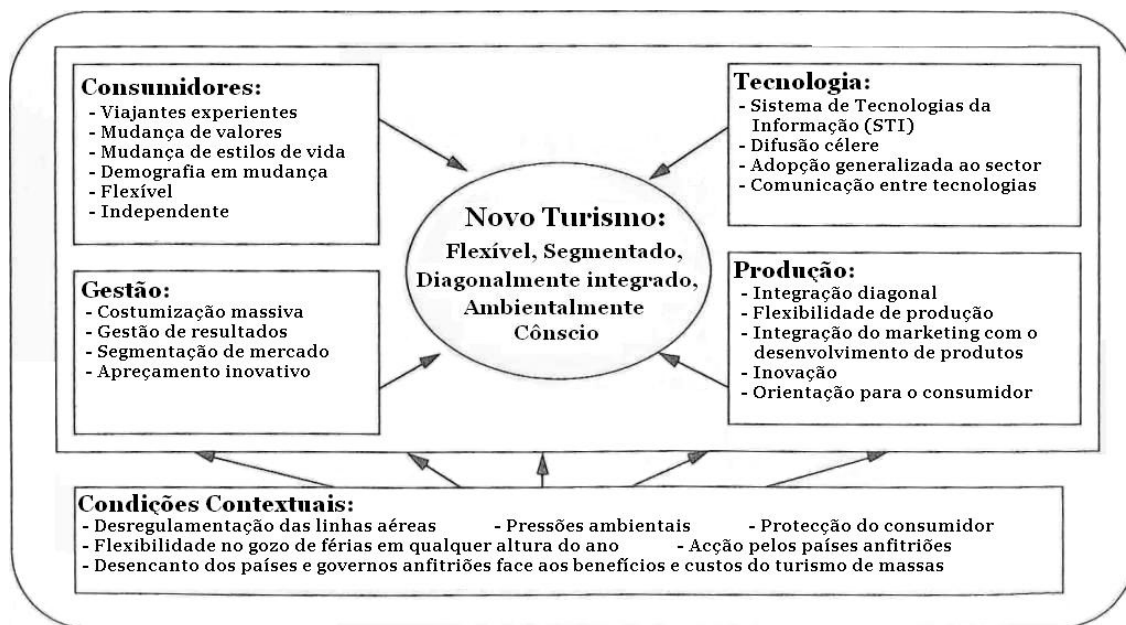 Consumidores:
- Viajantes experientes
- Mudança de valores
- Mudança de estilos de vida
- Demografia em mudança
- Flexível
- Independente
Tecnologia:
- Sistema de Tecnologias da
Informação (STI)
- Difusão célere
- Adopção generalizada ao sector
- Comunicação entre tecnologias
Novo Turismo:
Flexível, Segmentado,
Diagonalmente integrado,
Ambientalmente
Cônscio
Gestão:
- Costumização massiva
- Gestão de resultados
- Segmentação de mercado
- Apreçamento inovativo
Produção:
- Integração diagonal
- Flexibilidade de produção
- Integração do marketing com o
desenvolvimento de produtos
- Inovação
- Orientação para o consumidor
Condições Contextuais:
- Desregulamentação das linhas aéreas - Pressões ambientais - Protecção do consumidor
- Flexibilidade no gozo de férias em qualquer altura do ano - Acção pelos países anfitriões
- Desencanto dos países e governos anfitriões face aos benefícios e custos do turismo de massas